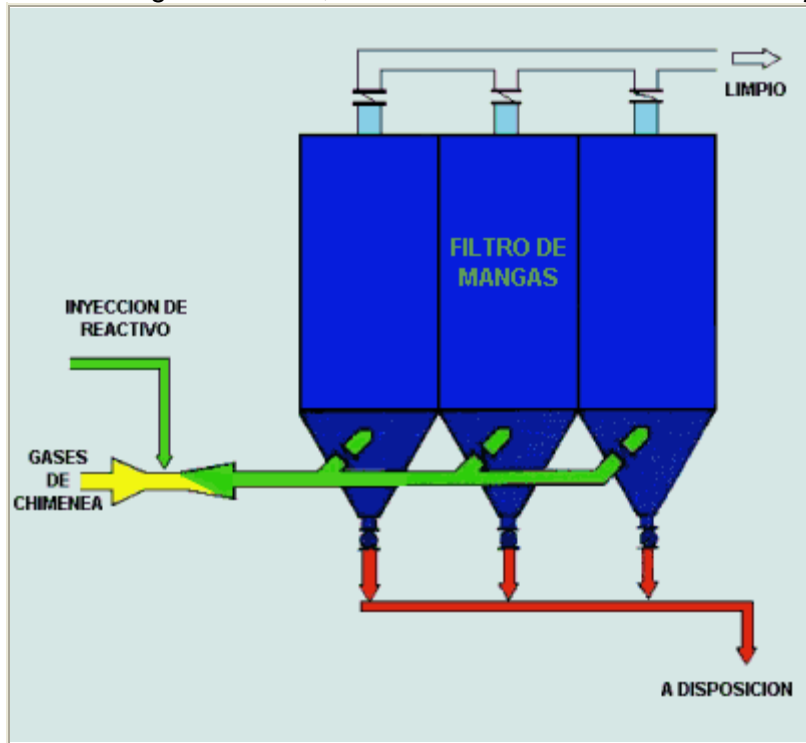 LIMPIO
FILTRO DE
MANGAS
INYECCION DE
REACTIVO
GASES
DE
CHIMENEA
A DISPOSICION